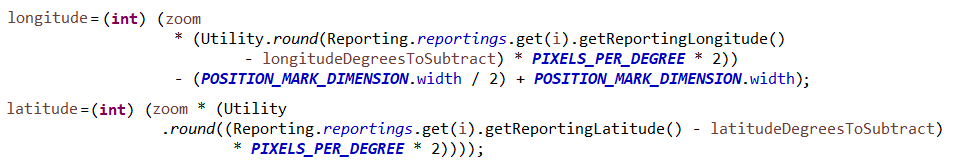 longitude=(int) (zoom
* (Utility.round(Reporting.reportings.get(i).getReportingLongitude()
- longitudeDegreesToSubtract) * PIXELS_PER_DEGREE * 2))
- (POSITION_MARK_DIMENSION.width / 2) + POSITION_MARK_DIMENSION.width);
latitude=(int) (zoom * (Utility
.round((Reporting.reportings.get(i).getReportingLatitude() - latitudeDegreesToSubtract)
* PIXELS_PER_DEGREE * 2))));